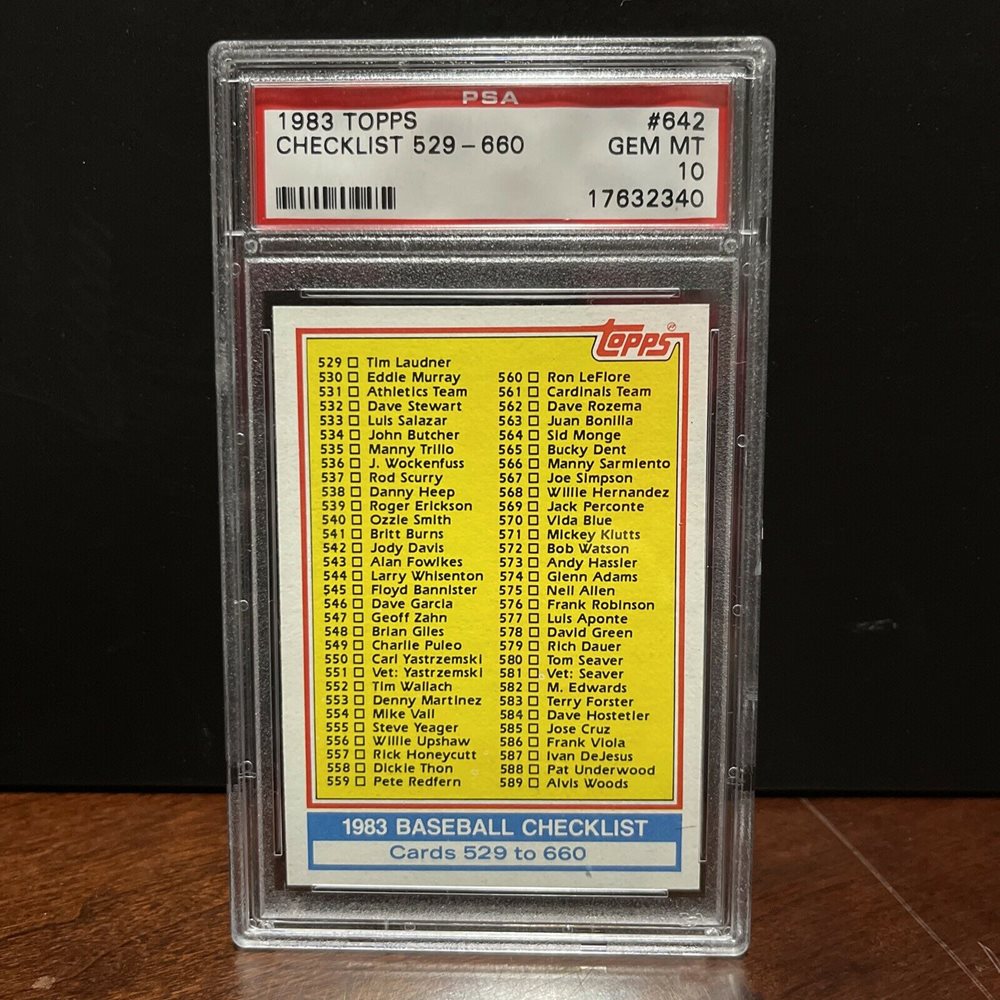 PSA
1983 TOPPS #642
CHECKLIST 529-660 GEM MT
10
17632340
Topps
529 Tim Laudner
530 Eddie Murray
531 Athletics Team
532 Dave Stewart
533 Luis Salazar
534 John Butcher
535 Manny Trillo
536 J. Wockenfuss
537 Rod Scurry
538 Danny Heep
539 Roger Erickson
540 Ozzie Smith
541 Britt Burns
542 Jody Davis
543 Alan Fowlkes
544 Larry Whisenton
545 Floyd Bannister
546 Dave Garcia
547 Geoff Zahn
548 Brian Giles
549 Charlie Puleo
550 Carl Yastrzemski
551 Vet: Yastrzemski
552 Tim Wallach
553 Denny Martinez
554 Mike Vail
555 Steve Yeager
556 Willie Upshaw
557 Rick Honeycutt
558 Dickie Thon
559 Pete Redfern
560 Ron LeFlore
561 Cardinals Team
562 Dave Rozema
563 Juan Bonilla
564 Sid Monge
565 Bucky Dent
566 Manny Sarmiento
567 Joe Simpson
568 Willie Hernandez
569 Jack Perconte
570 Vida Blue
571 Mickey Klutts
572 Bob Watson
573 Andy Hassler
574 Glenn Adams
575 Neil Allen
576 Frank Robinson
577 Luis Aponte
578 David Green
579 Rich Dauer
580 Tom Seaver
581 Vet: Seaver
582 M. Edwards
583 Terry Forster
584 Dave Hostetler
585 Jose Cruz
586 Frank Viola
587 Ivan DeJesus
588 Pat Underwood
589 Alvis Woods
1983 BASEBALL CHECKLIST
Cards 529 to 660